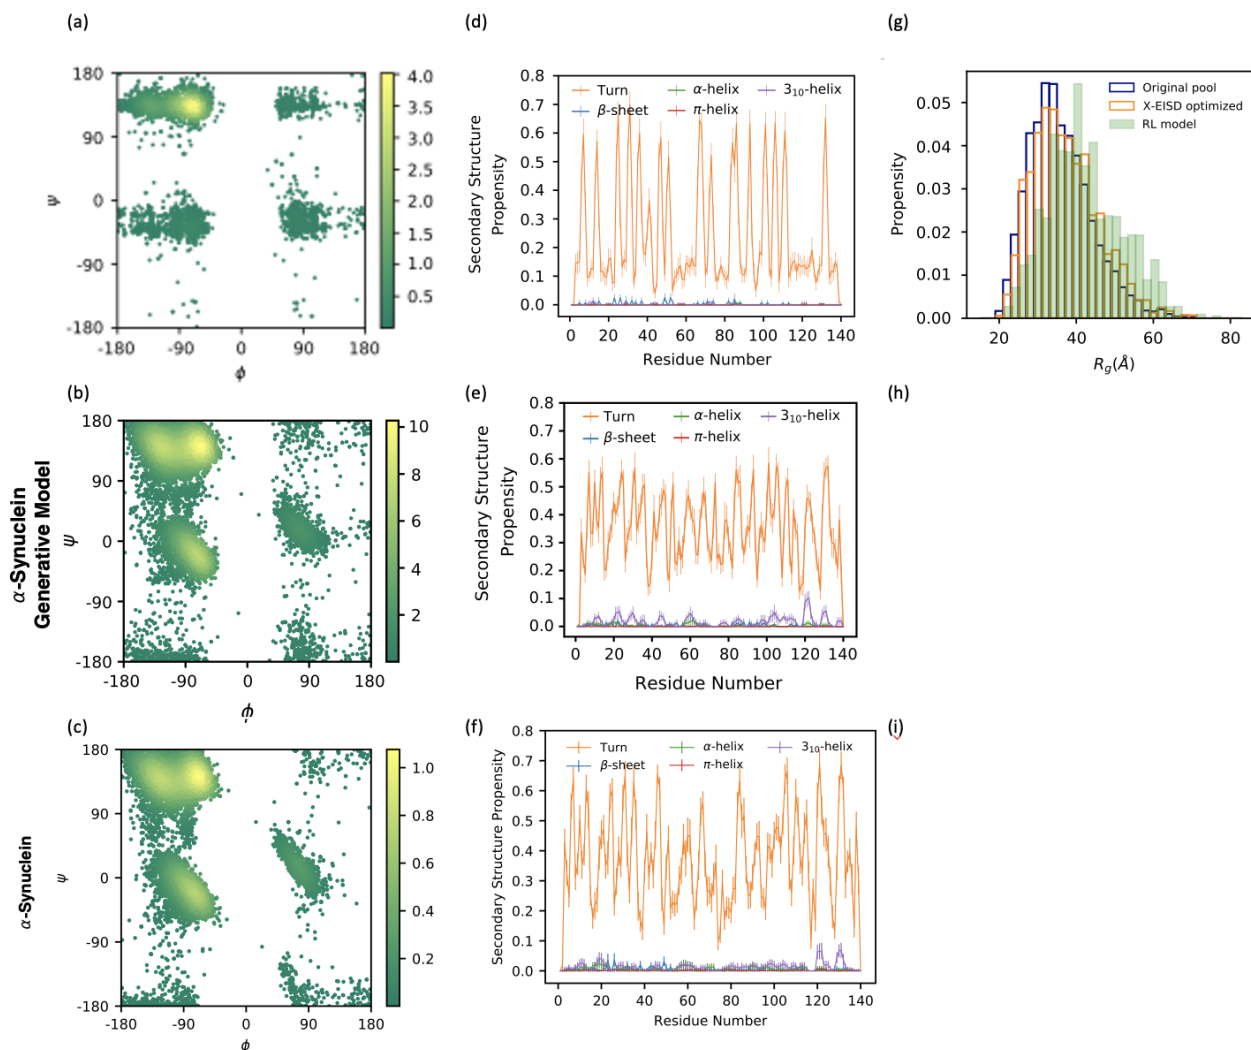 (a)
180
90
0
-90
-180
ψ
-180
-90
0
90
180
ϕ
4.0
3.5
3.0
2.5
2.0
1.5
1.0
0.5
(d)
Secondary Structure
Propensity
0.8
0.7
0.6
0.5
0.4
0.3
0.2
0.1
0.0
Turn
α-helix
3₁₀-helix
β-sheet
π-helix
0 20 40 60 80 100 120 140
Residue Number
(g)
Propensity
0.05
0.04
0.03
0.02
0.01
0.00
Original pool
X-EISD optimized
RL model
20 40 60 80
Rg(Å)
(b)
α-Synuclein
Generative Model
ψ
180
90
0
-90
-180
-180 -90 0 90 180
ϕ
10
8
6
4
2
(e)
Secondary Structure
Propensity
0.8
0.7
0.6
0.5
0.4
0.3
0.2
0.1
0.0
Turn
α-helix
3₁₀-helix
β-sheet
π-helix
0 20 40 60 80 100 120 140
Residue Number
(h)
(c)
α-Synuclein
ψ
180
90
0
-90
-180
-180 -90 0 90 180
ϕ
1.0
0.8
0.6
0.4
0.2
(f)
Secondary Structure Propensity
0.8
0.7
0.6
0.5
0.4
0.3
0.2
0.1
0.0
Turn
α-helix
3₁₀-helix
β-sheet
π-helix
0 20 40 60 80 100 120 140
Residue Number
(i)